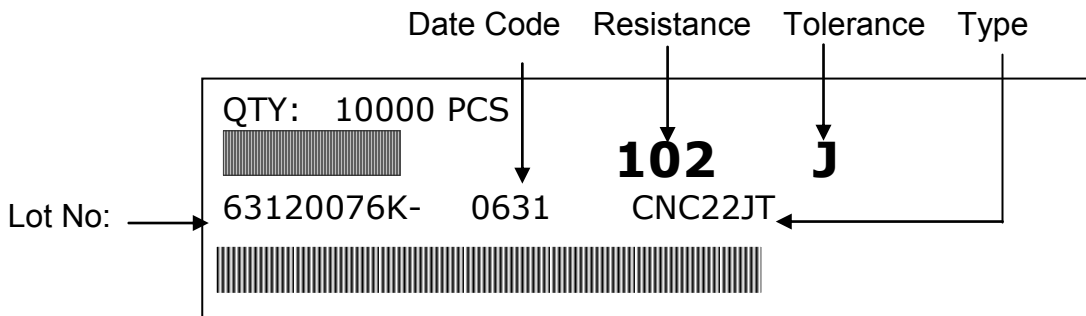 Date Code Resistance Tolerance Type
QTY: 10000 PCS
102 J
Lot No: 63120076K- 0631 CNC22JT